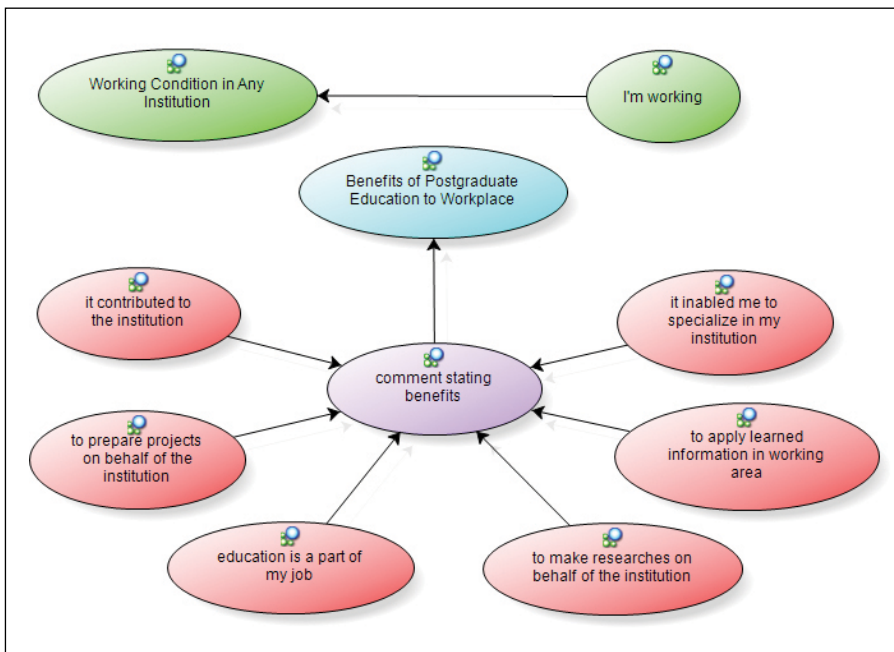 Working Condition in Any
Institution
I'm working
Benefits of Postgraduate
Education to Workplace
it contributed to
the institution
it inabled me to
specialize in my
institution
comment stating
benefits
to prepare projects
on behalf of the
institution
to apply learned
information in working
area
education is a part of
my job
to make researches on
behalf of the institution